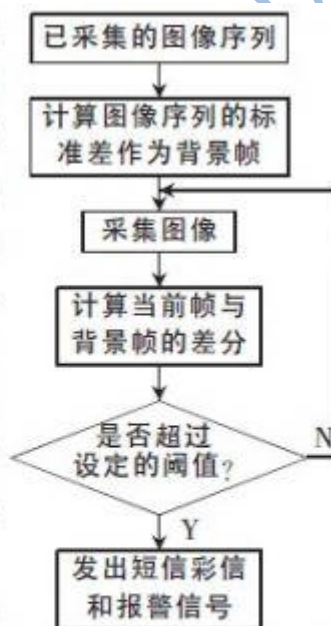 已采集的图像序列
计算图像序列的标
准差作为背景帧
采集图像
计算当前帧与
背景帧的差分
是否超过
设定的阈值?
N
Y
发出短信彩信
和报警信号